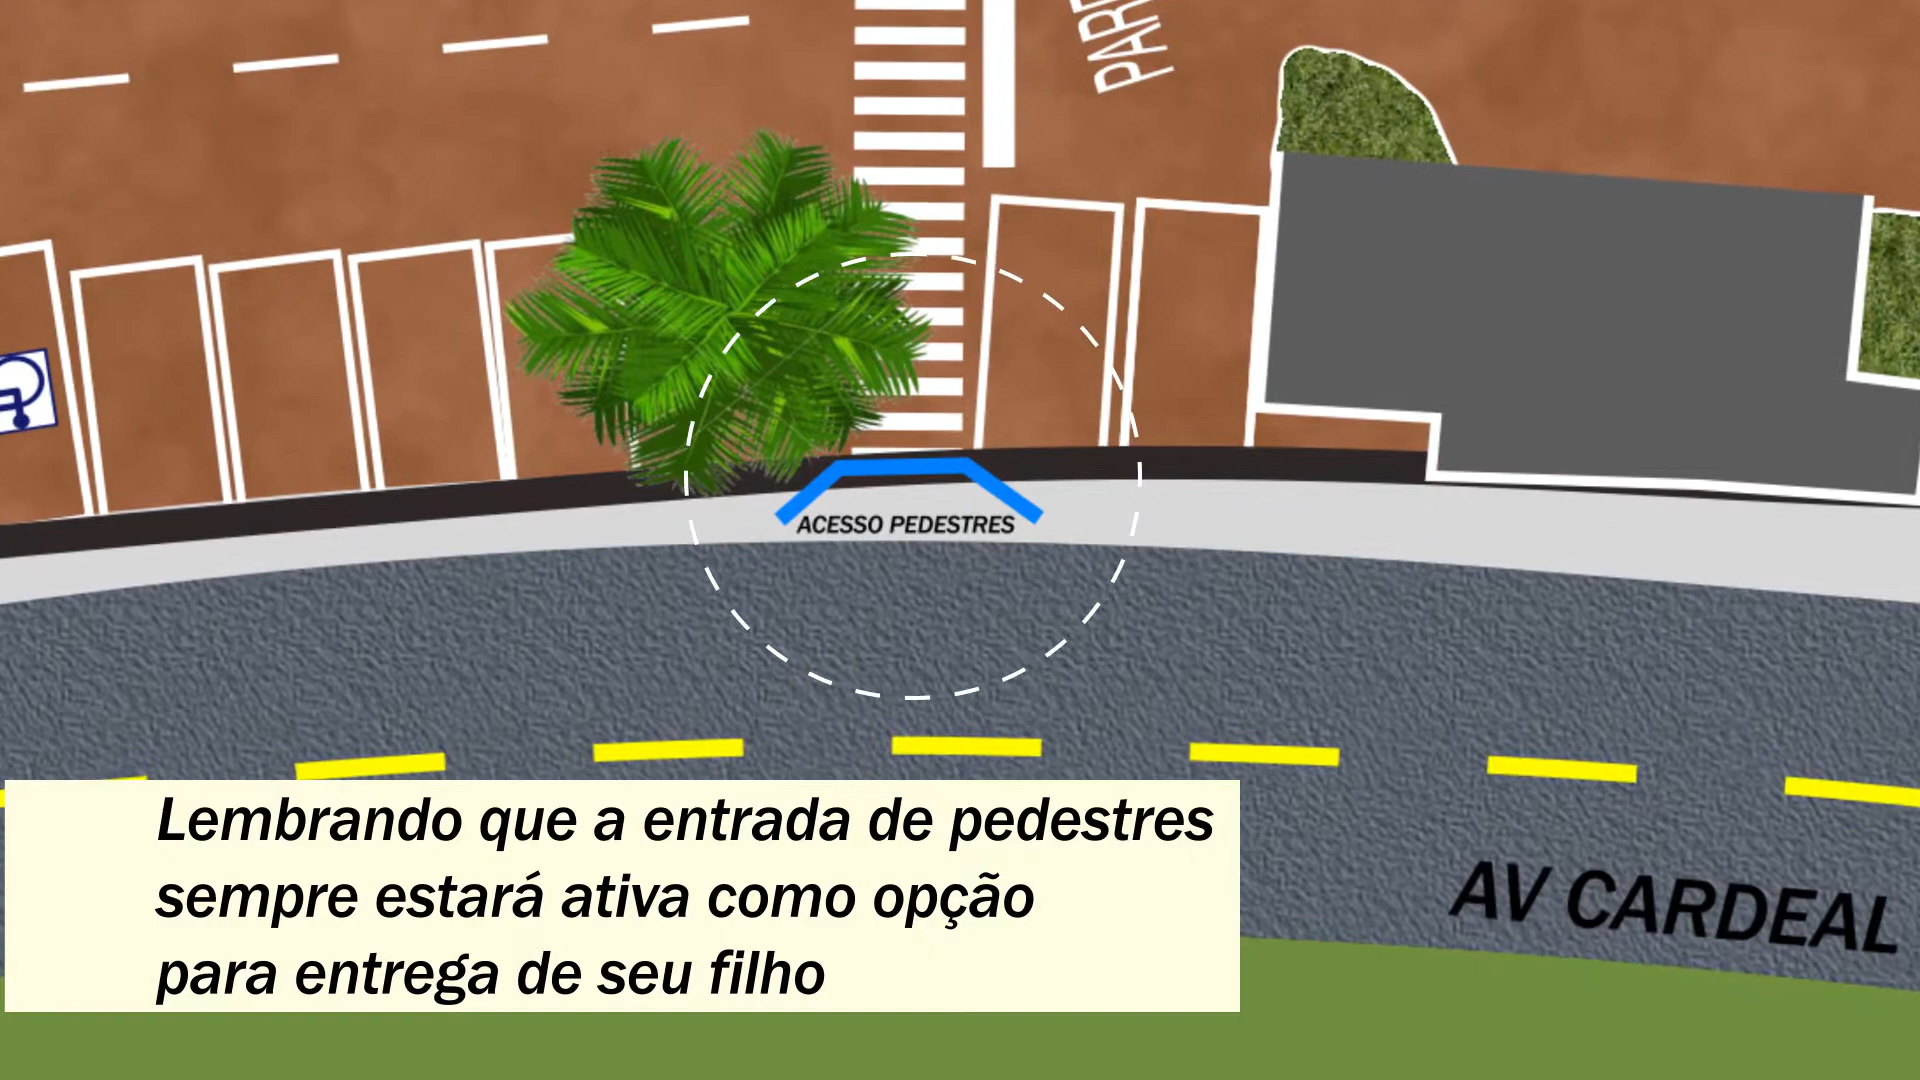 ACESSO PEDESTRES
Lembrando que a entrada de pedestres
sempre estará ativa como opção
para entrega de seu filho
AV CARDEAL